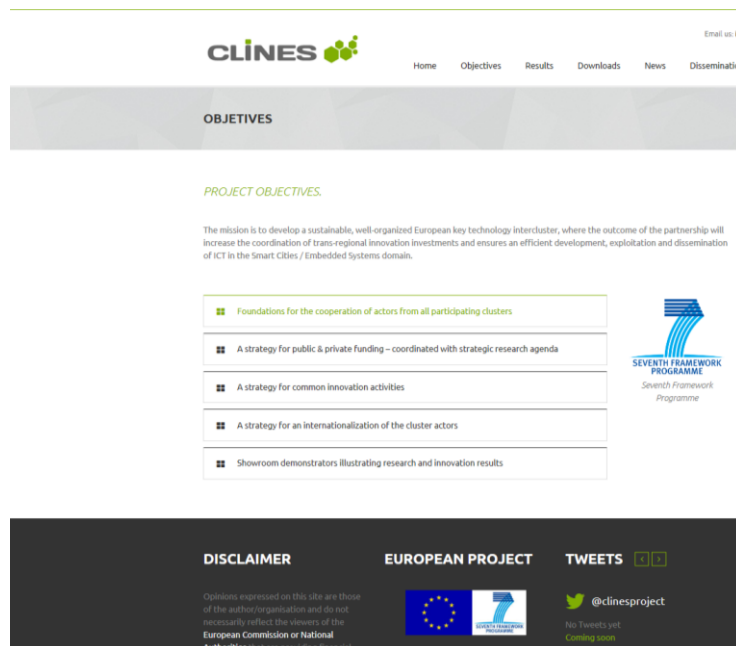 Email us:
CLINES
Home Objectives Results Downloads News
OBJETIVES
PROJECT OBJECTIVES.
The mission is to develop a sustainable, well-organized European key technology intercluster, where the outcome of the partnership will
increase the coordination of trans-regional innovation investments and ensures an efficient development, exploitation and dissemination
of ICT in the Smart Cities / Embedded Systems domain.
Foundations for the cooperation of actors from all participating clusters
A strategy for public & private funding – coordinated with strategic research agenda
A strategy for common innovation activities
A strategy for an internationalization of the cluster actors
Showroom demonstrators illustrating research and innovation results
SEVENTH FRAMEWORK
PROGRAMME
Seventh Framework
Programme
DISCLAIMER
EUROPEAN PROJECT
TWEETS
Opinions expressed on this site are those
of the author/organisation and do not
necessarily reflect the viewers of the
European Commission or National
SEVENTH FRAMEWORK
PROGRAMME
@clinesproject
No Tweets yet
Coming soon